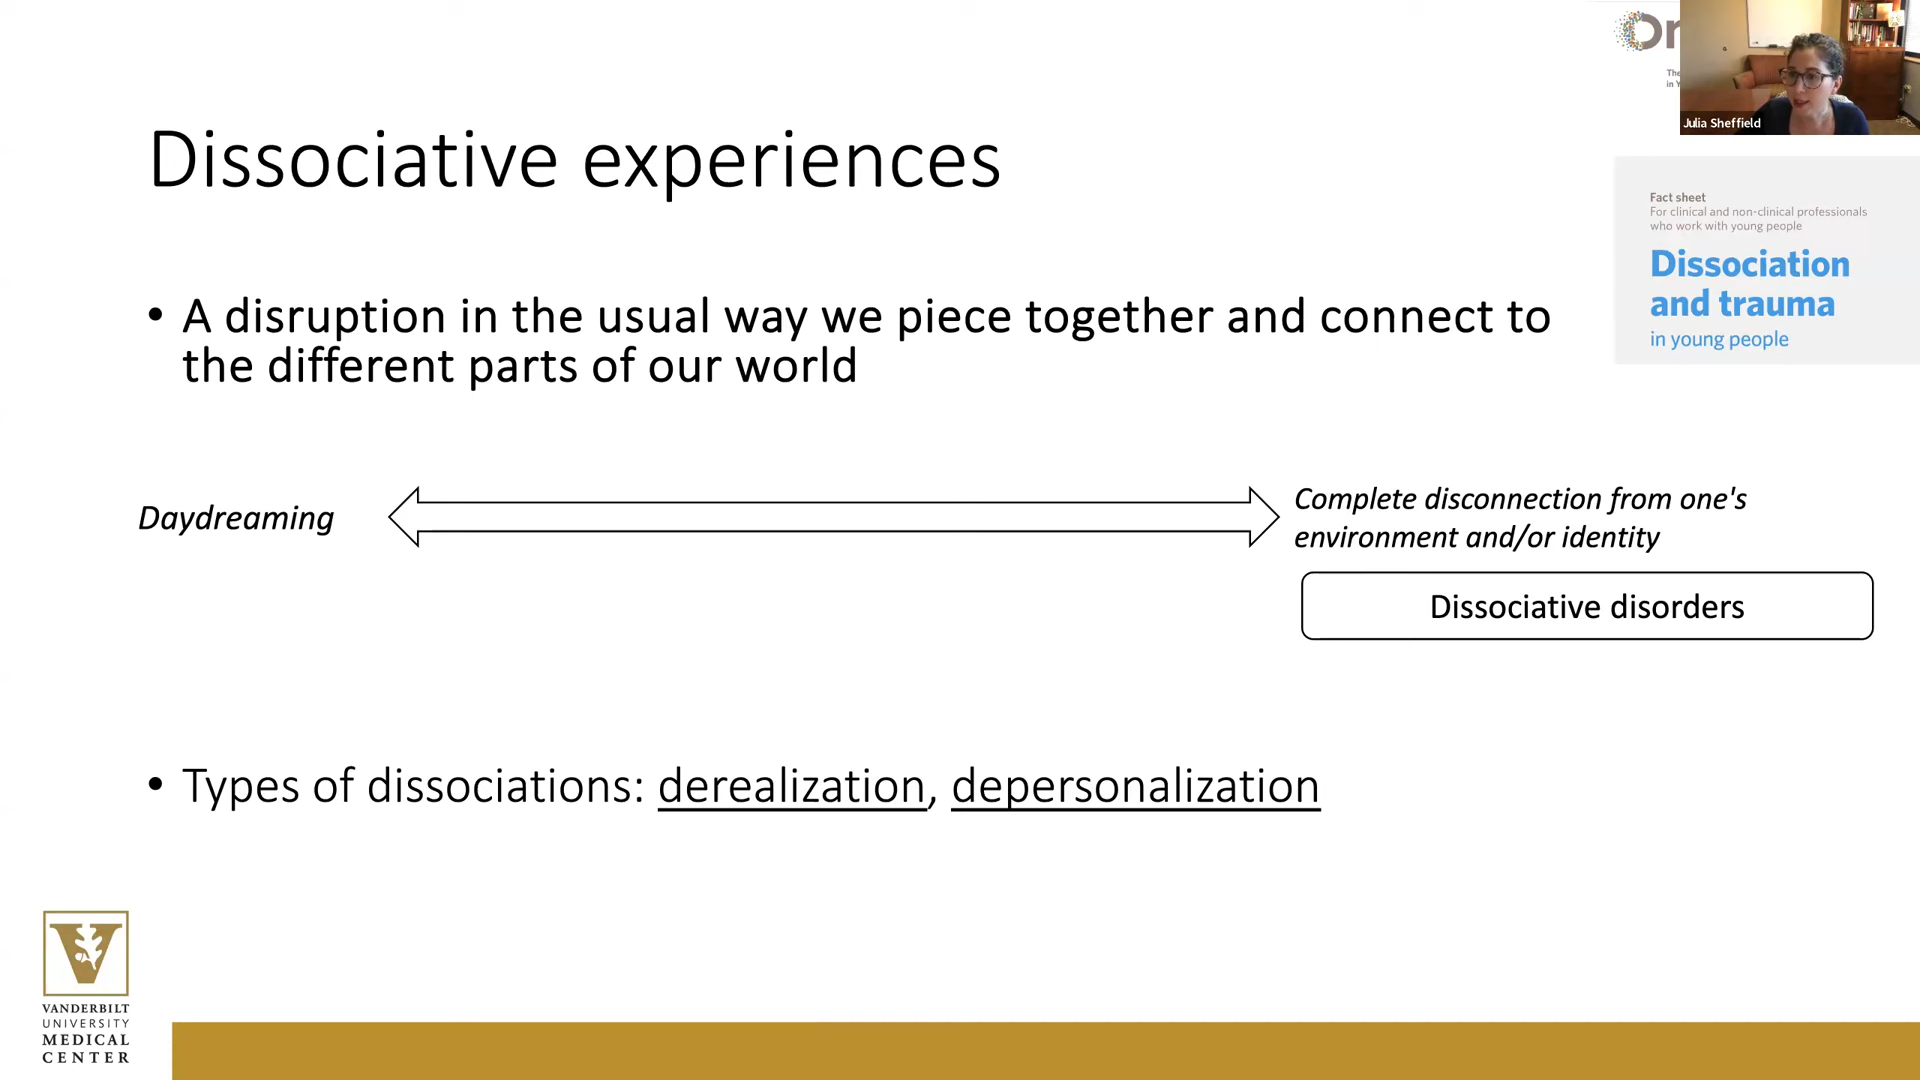 Dissociative experiences
Julia Sheffield
Fact sheet
For clinical and non-clinical professionals
who work with young people
Dissociation
and trauma
in young people
• A disruption in the usual way we piece together and connect to
the different parts of our world
Daydreaming
Complete disconnection from one's
environment and/or identity
Dissociative disorders
• Types of dissociations: derealization, depersonalization
VANDERBILT
UNIVERSITY
MEDICAL
CENTER